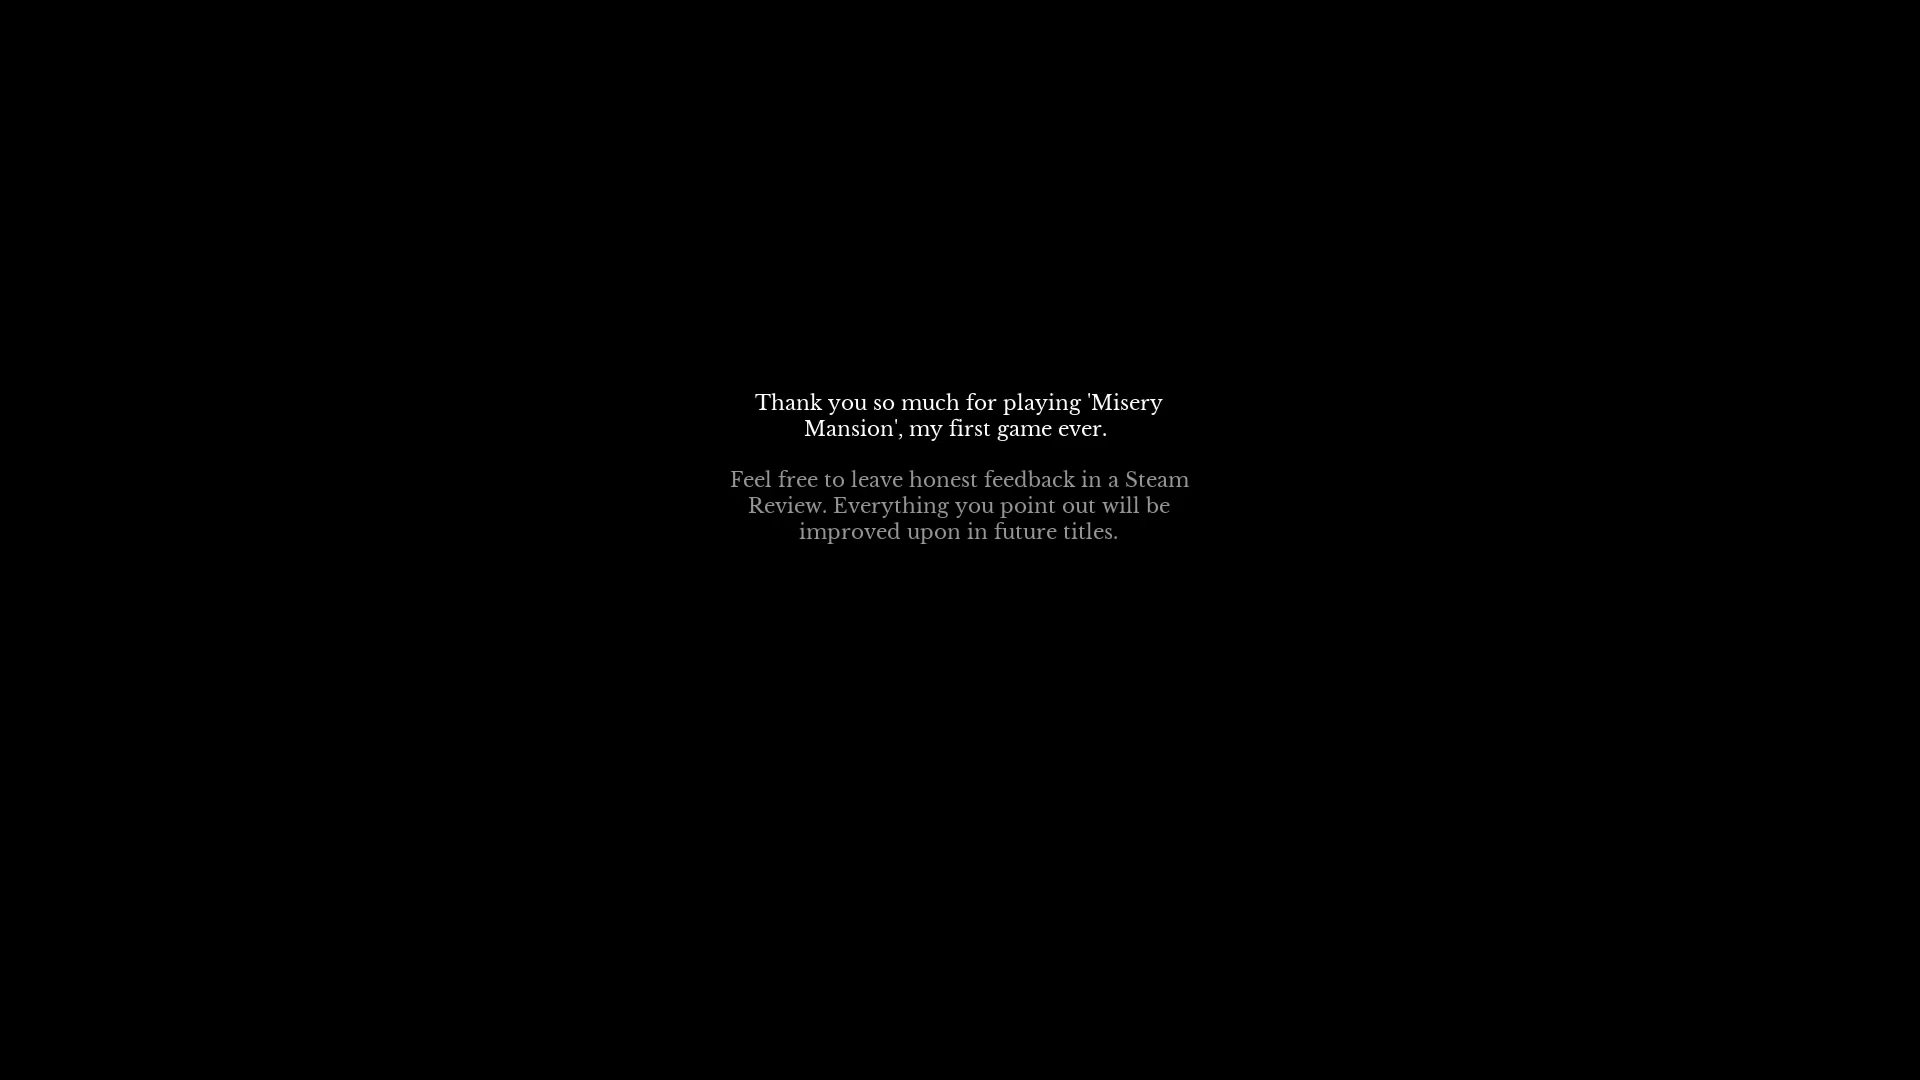 Thank you so much for playing 'Misery
Mansion', my first game ever.
Feel free to leave honest feedback in a Steam
Review. Everything you point out will be
improved upon in future titles.